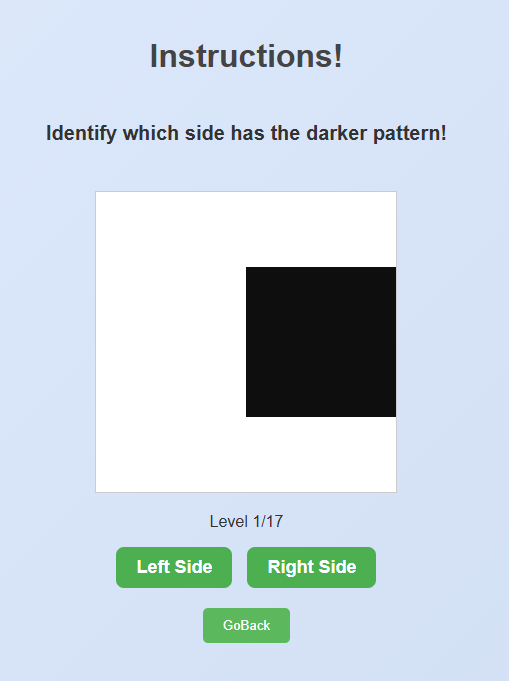 Instructions!
Identify which side has the darker pattern!
Level 1/17
Left Side
Right Side
GoBack